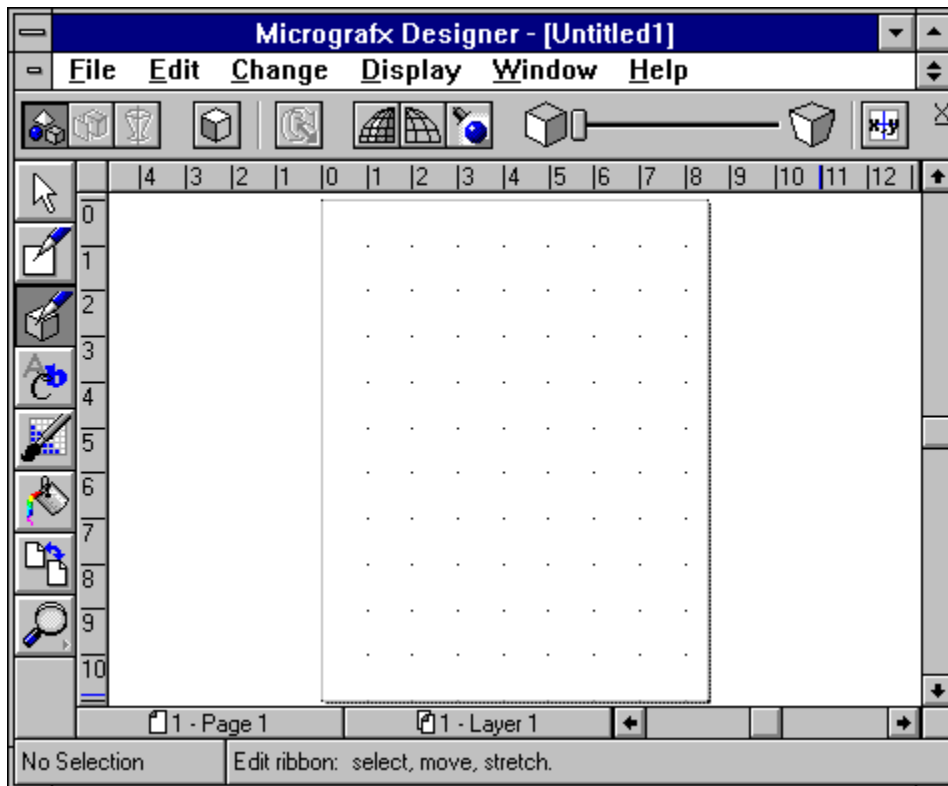 Micrografx Designer - [Untitled1]
File Edit Change Display Window Help
x,y
4 3 2 1 0 1 2 3 4 5 6 7 8 9 10 11 12
0
1
2
3
4
5
6
7
8
9
10
1 - Page 1 1 - Layer 1
No Selection Edit ribbon: select, move, stretch.